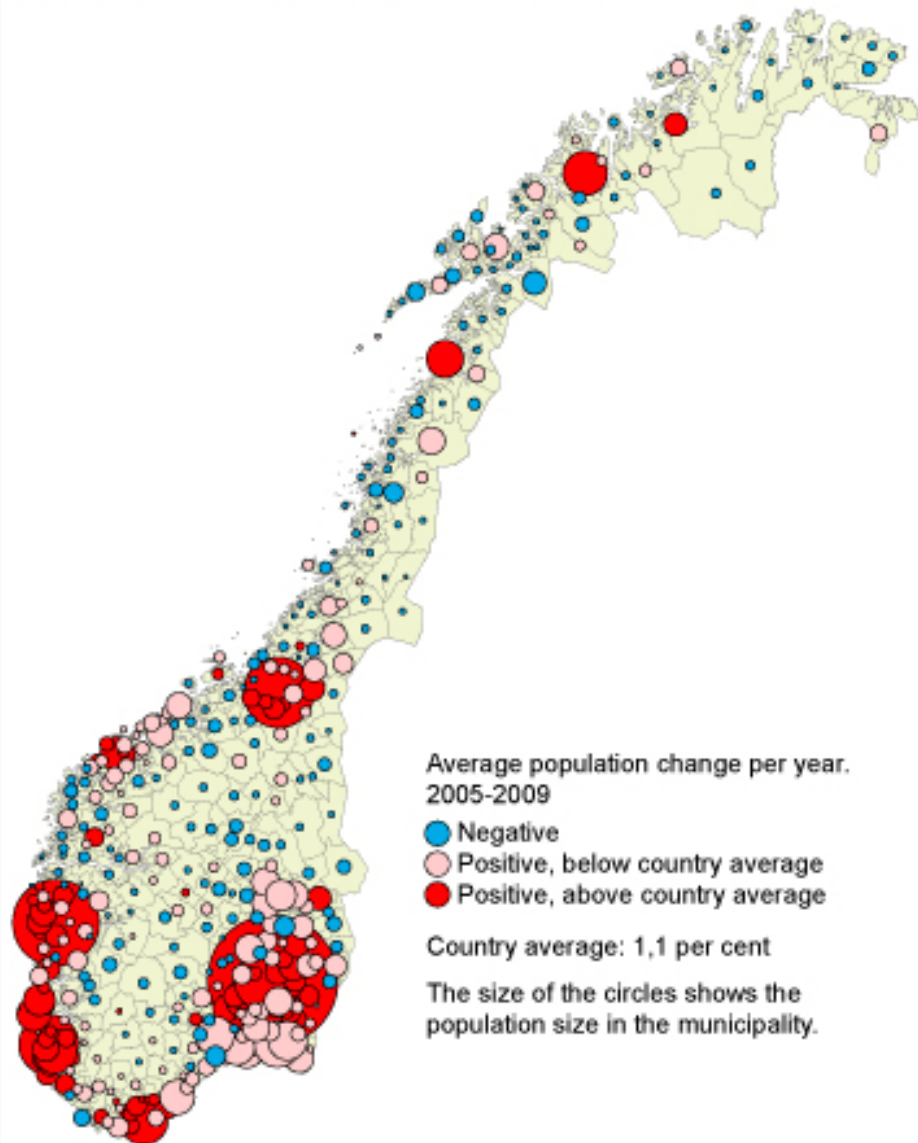 Average population change per year.
2005-2009
Negative
Positive, below country average
Positive, above country average
Country average: 1,1 per cent
The size of the circles shows the
population size in the municipality.